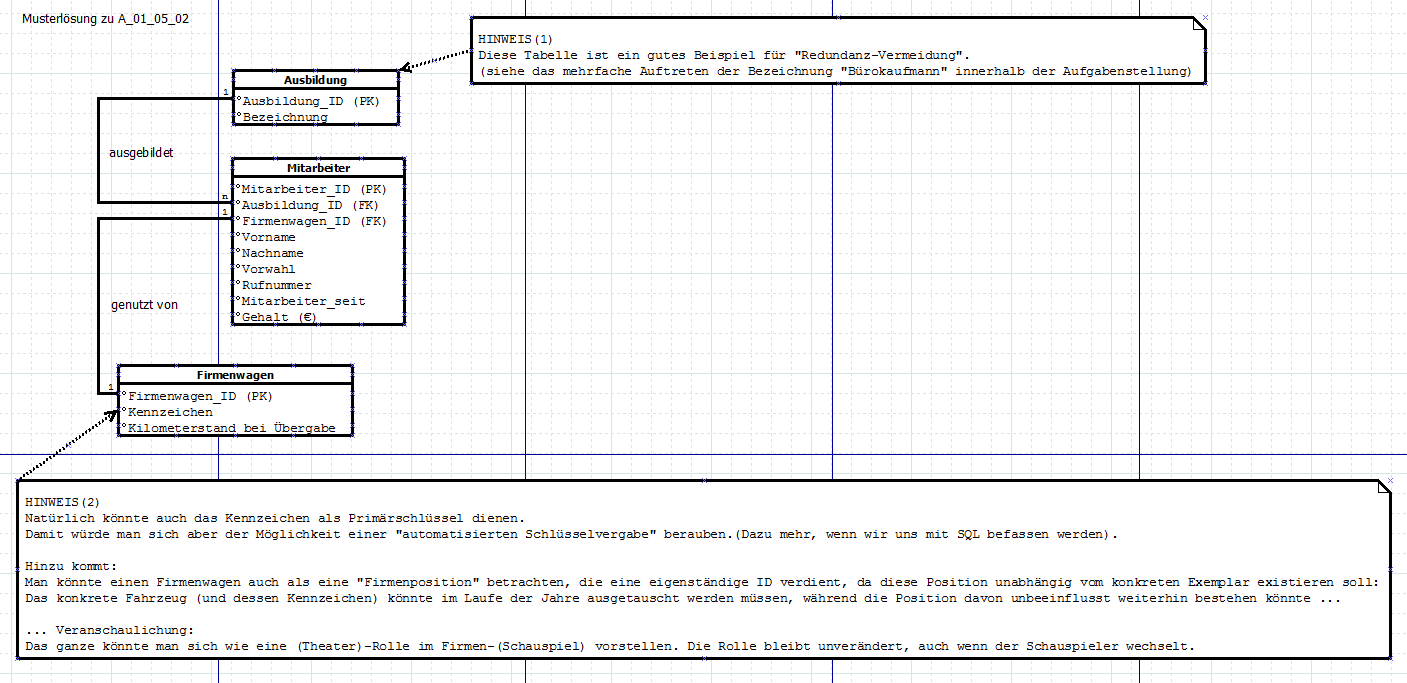 Musterlösung zu A_01_05_02
HINWEIS(1)
Diese Tabelle ist ein gutes Beispiel für "Redundanz-Vermeidung".
(siehe das mehrfache Auftreten der Bezeichnung "Bürokaufmann" innerhalb der Aufgabenstellung)
Ausbildung
1
Ausbildung_ID (PK)
Bezeichnung
ausgebildet
Mitarbeiter
Mitarbeiter_ID (PK)
n
Ausbildung_ID (FK)
1
Firmenwagen_ID (FK)
Vorname
Nachname
Vorwahl
Rufnummer
Mitarbeiter_seit
Gehalt (€)
genutzt von
Firmenwagen
1
Firmenwagen_ID (PK)
Kennzeichen
Kilometerstand bei Übergabe
HINWEIS(2)
Natürlich könnte auch das Kennzeichen als Primärschlüssel dienen.
Damit würde man sich aber der Möglichkeit einer "automatisierten Schlüsselvergabe" berauben.(Dazu mehr, wenn wir uns mit SQL befassen werden).
Hinzu kommt:
Man könnte einen Firmenwagen auch als eine "Firmenposition" betrachten, die eine eigenständige ID verdient, da diese Position unabhängig vom konkreten Exemplar existieren soll:
Das konkrete Fahrzeug (und dessen Kennzeichen) könnte im Laufe der Jahre ausgetauscht werden müssen, während die Position davon unbeeinflusst weiterhin bestehen könnte ...
... Veranschaulichung:
Das ganze könnte man sich wie eine (Theater)-Rolle im Firmen-(Schauspiel) vorstellen. Die Rolle bleibt unverändert, auch wenn der Schauspieler wechselt.